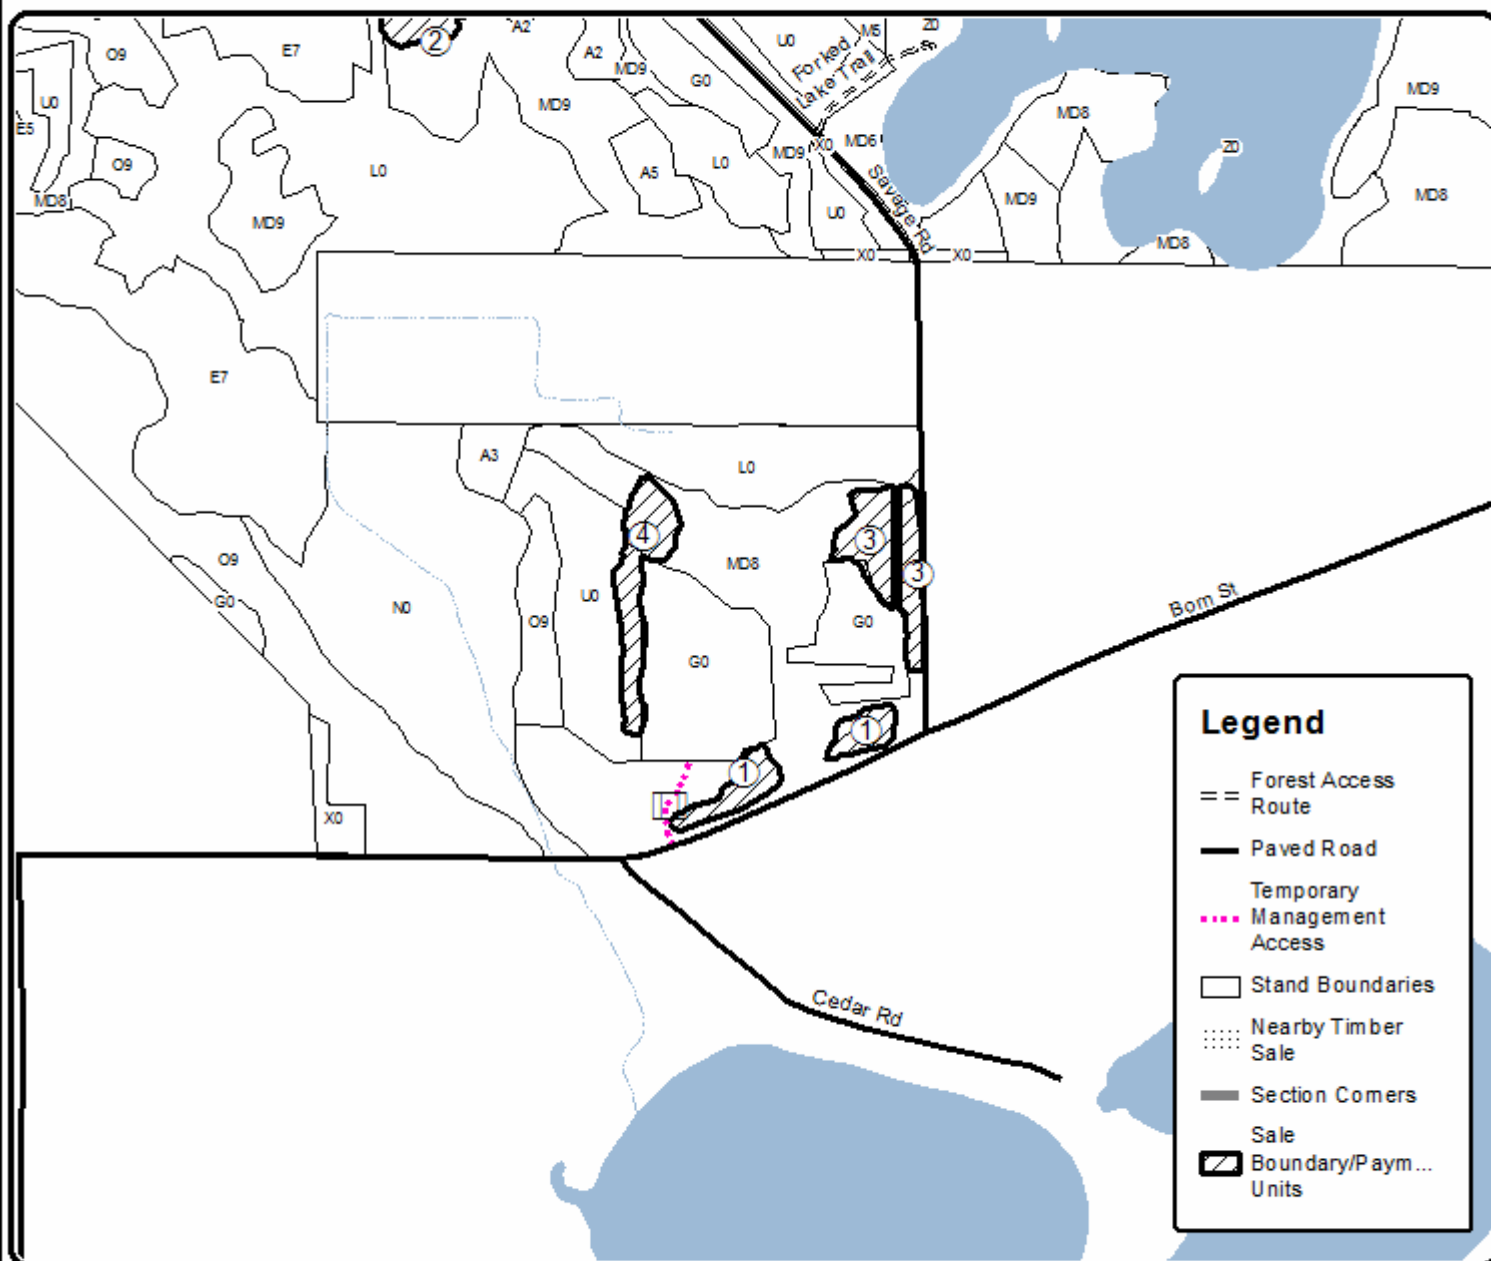 A2
Z0
M6
2
U0
O9
E7
A2
Forked
Lake Trail
MD9
G0
MD9
U0
MD9
MD8
E5
X0
MD6
Z0
O9
L0
A5
L0
MD9
MD8
MD9
U0
Savage Rd
MD9
MD8
MD8
X0
X0
E7
A3
L0
4
3
MD8
3
O9
G0
N0
U0
O9
G0
Born St
G0
1
1
X0
Cedar Rd
Legend
Forest Access
Route
Paved Road
Temporary
Management
Access
Stand Boundaries
Nearby Timber
Sale
Section Corners
Sale
Boundary/Paym...
Units